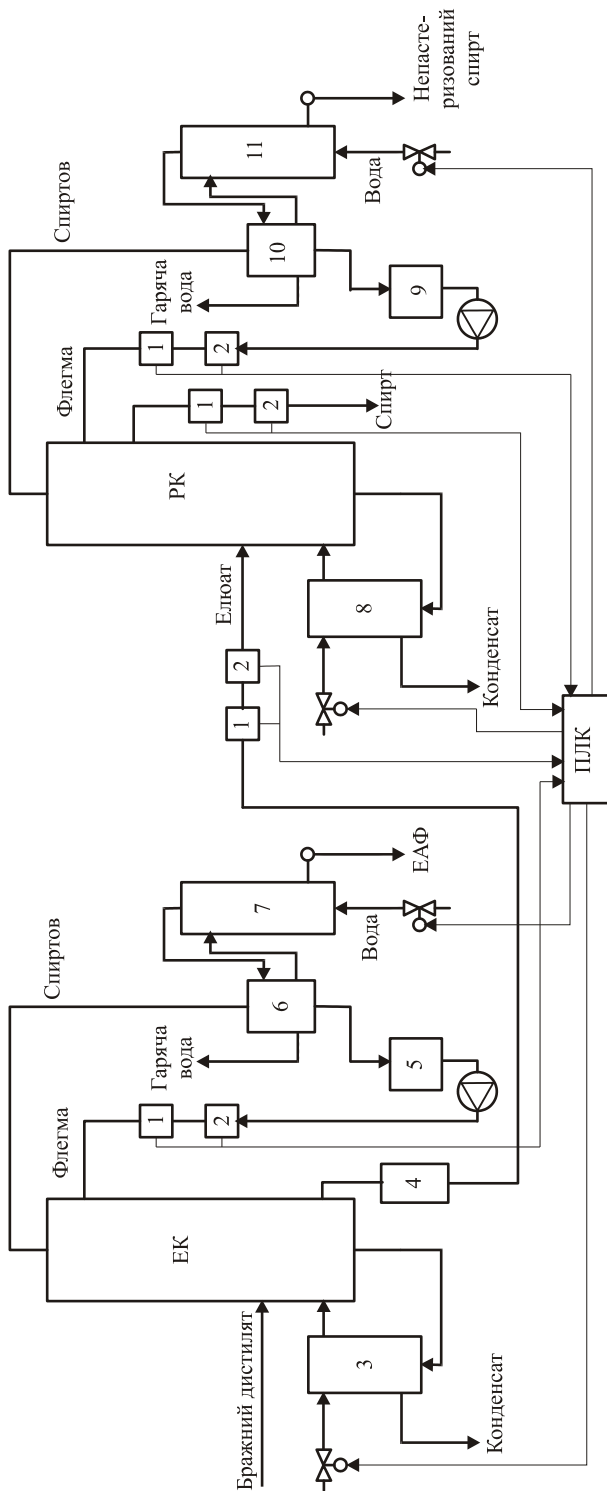 Спиртов
Спиртов
Флегма
Гаряча
вода
Флегма
Гаряча
вода
1
2
6
7
1
2
10
11
ЕК
5
РК
1
2
9
Вода
ЕАФ
Вода
Непасте-
ризований
спирт
Спирт
Бражний дистилят
4
1
2
Елюат
3
8
Конденсат
Конденсат
ПЛК